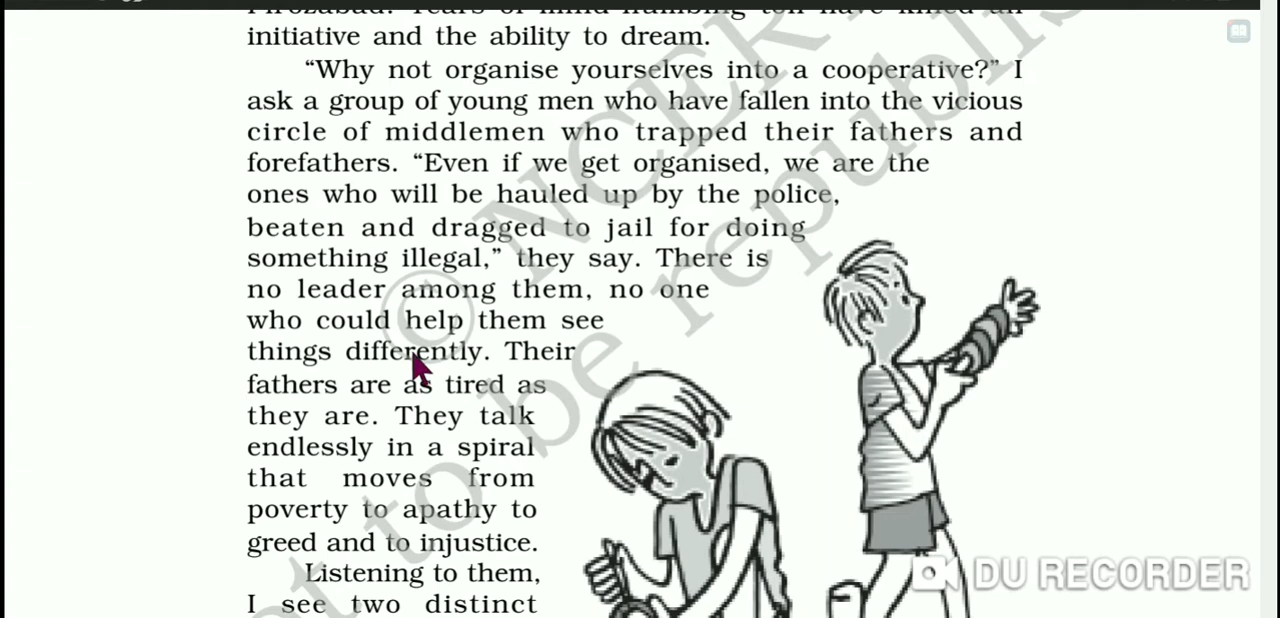 initiative and the ability to dream.
“Why not organise yourselves into a cooperative?” I
ask a group of young men who have fallen into the vicious
circle of middlemen who trapped their fathers and
forefathers. “Even if we get organised, we are the
ones who will be hauled up by the police,
beaten and dragged to jail for doing
something illegal,” they say. There is
no leader among them, no one
who could help them see
things differently. Their
fathers are as tired as
they are. They talk
endlessly in a spiral
that moves from
poverty to apathy to
greed and to injustice.
Listening to them,
I see two distinct
© NCERT
not to be republis
DU RECORDER